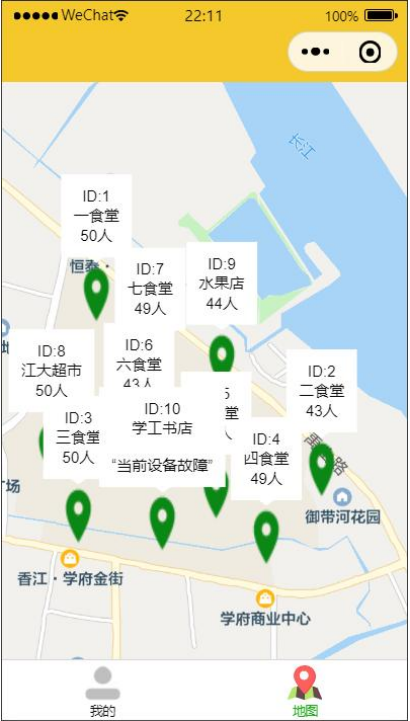 WeChat 22:11 100%
长江
ID:1
一食堂
50人
恒泰·
ID:7
七食堂
49人
ID:9
水果店
44人
ID:8
江大超市
50人
ID:6
六食堂
43人
ID:2
二食堂
43人
ID:3
三食堂
50人
ID:10
学工书店
"当前设备故障"
5
堂
人
ID:4
四食堂
49人
路
广场
御带河花园
香江·学府金街
学府商业中心
我的
地图